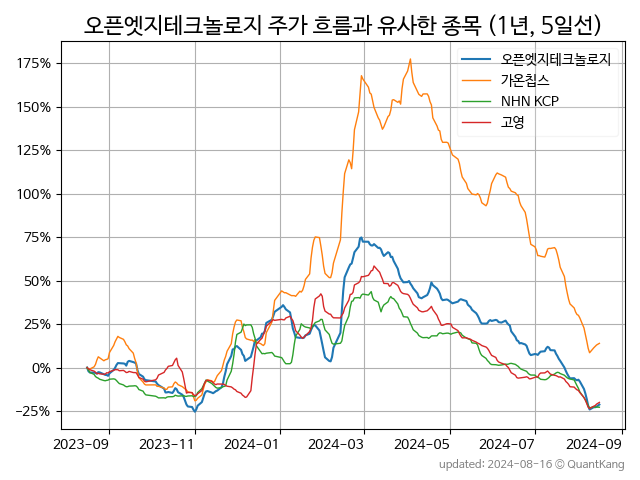 오픈엣지테크놀로지 주가 흐름과 유사한 종목 (1년, 5일선)
오픈엣지테크놀로지
가온칩스
NHN KCP
고영
175%
150%
125%
100%
75%
50%
25%
0%
−25%
2023-09 2023-11 2024-01 2024-03 2024-05 2024-07 2024-09
updated: 2024-08-16 © QuantKang